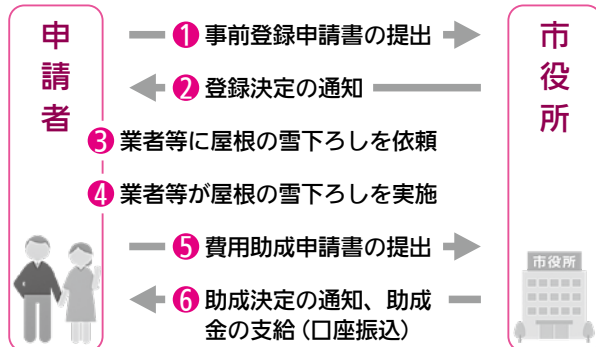 申請者
市役所
❶ 事前登録申請書の提出
❷ 登録決定の通知
❸ 業者等に屋根の雪下ろしを依頼
❹ 業者等が屋根の雪下ろしを実施
❺ 費用助成申請書の提出
❻ 助成決定の通知、助成
金の支給（口座振込）
市役所